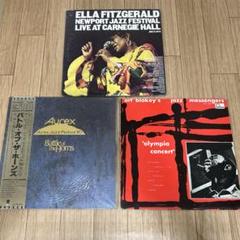 ELLA FITZGERALD
NEWPORT JAZZ FESTIVAL
LIVE AT CARNEGIE HALL
Aurex
Battle of the Horns
バトル・オブ・ザ・ホーンズ
art blakey's jazz messengers
'olympia
concert'